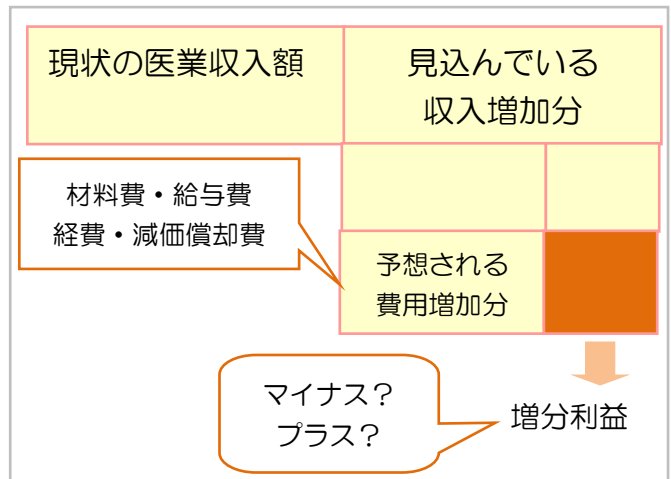 現状の医業収入額
見込んでいる
収入増加分
材料費・給与費
経費・減価償却費
予想される
費用増加分
マイナス？
プラス？
増分利益